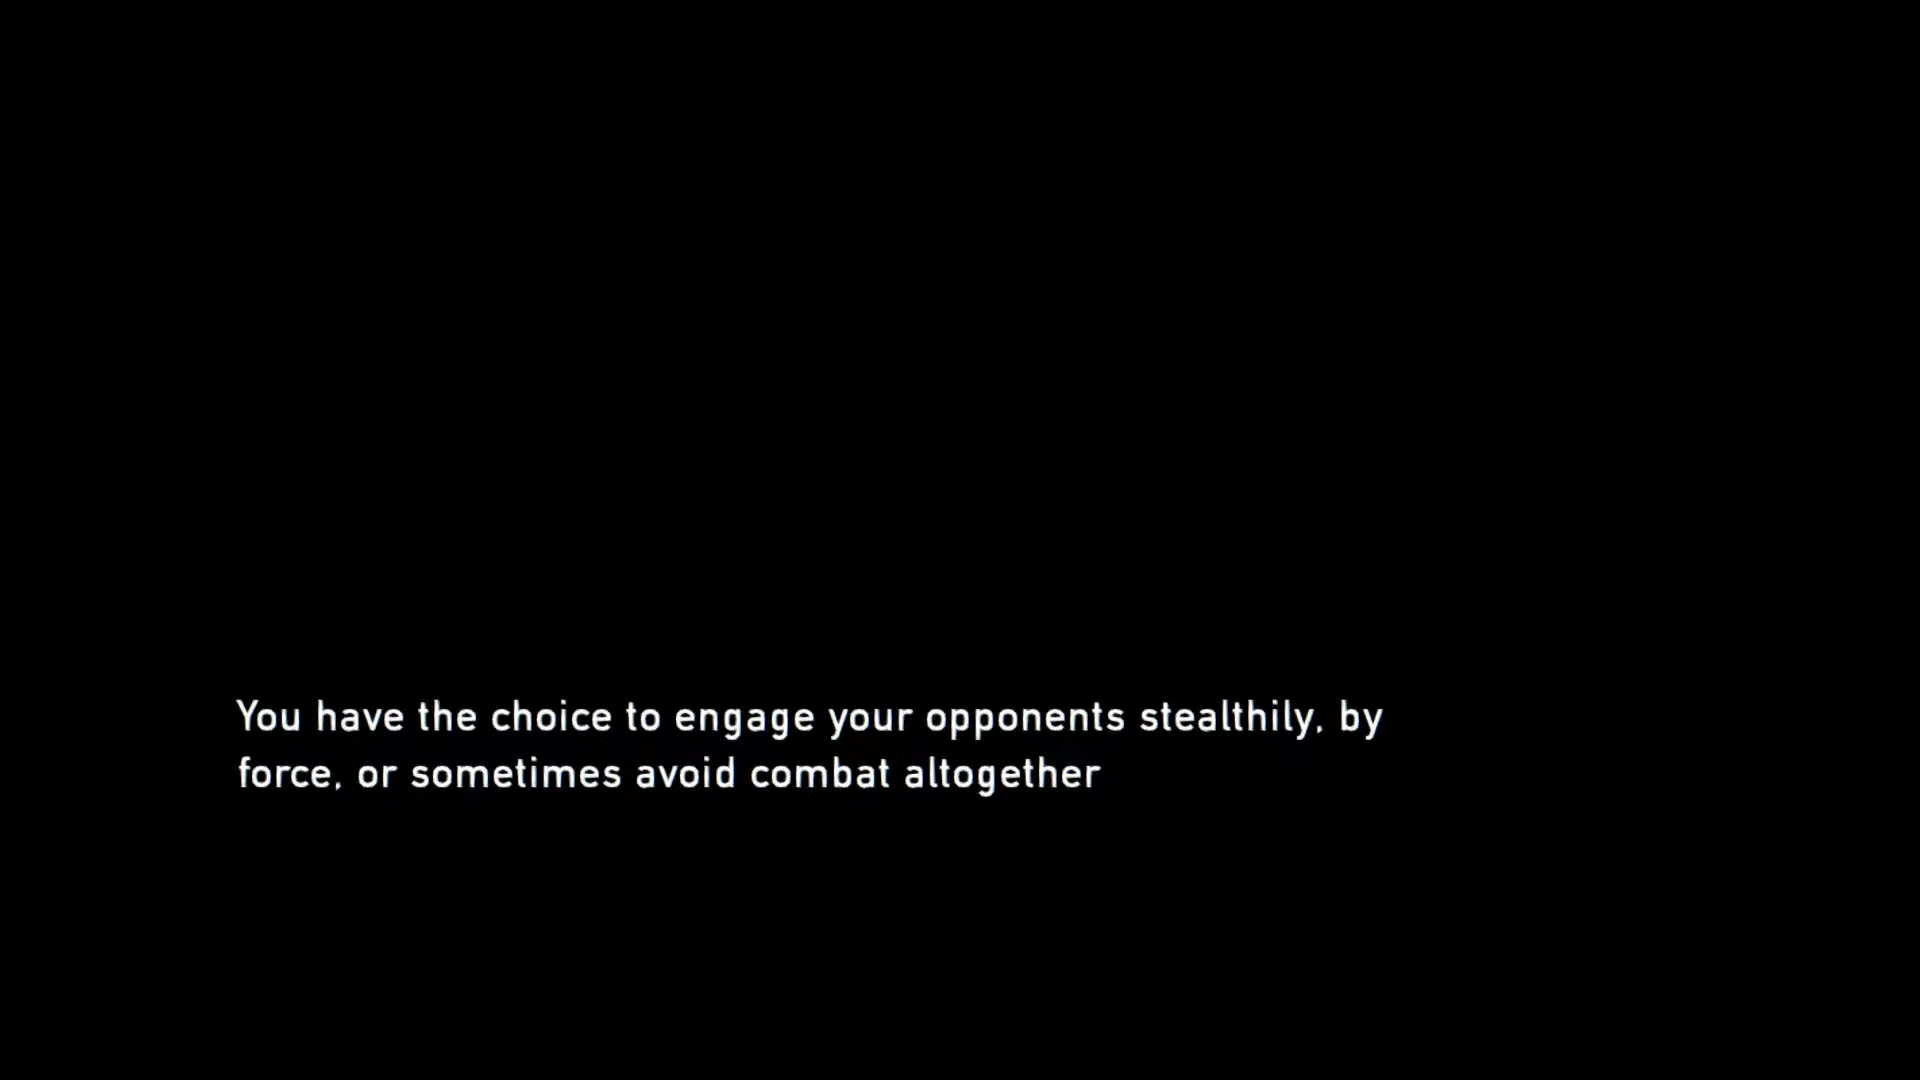 You have the choice to engage your opponents stealthily, by
force, or sometimes avoid combat altogether